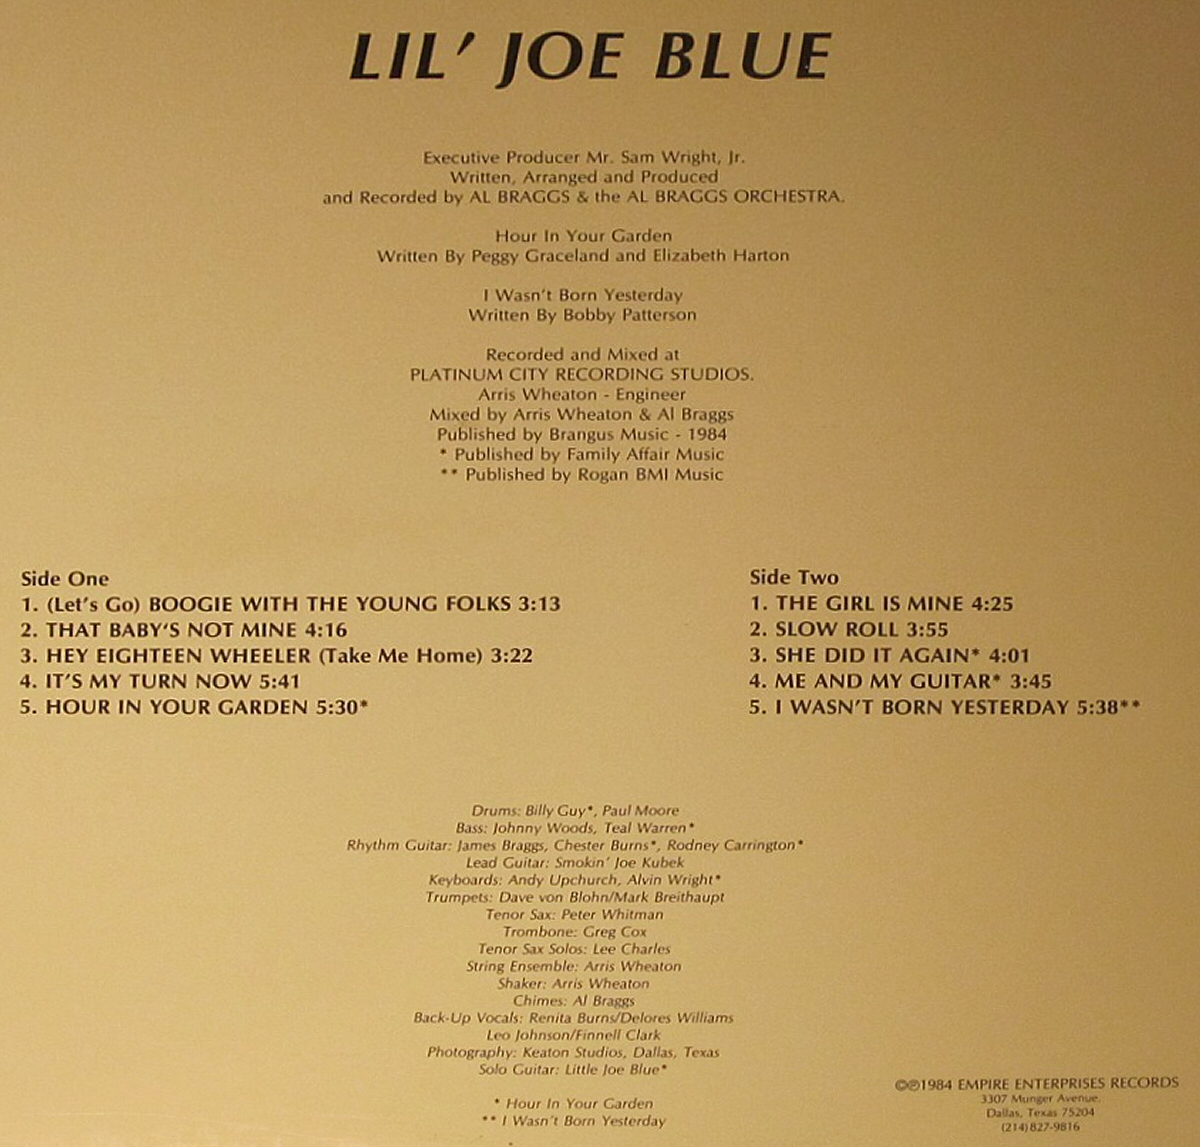 LIL' JOE BLUE
Executive Producer Mr. Sam Wright, Jr.
Written, Arranged and Produced
and Recorded by AL BRAGGS & the AL BRAGGS ORCHESTRA.
Hour In Your Garden
Written By Peggy Graceland and Elizabeth Harton
I Wasn't Born Yesterday
Written By Bobby Patterson
Recorded and Mixed at
PLATINUM CITY RECORDING STUDIOS.
Arris Wheaton - Engineer
Mixed by Arris Wheaton & Al Braggs
Published by Brangus Music - 1984
* Published by Family Affair Music
** Published by Rogan BMI Music
Side One
1. (Let's Go) BOOGIE WITH THE YOUNG FOLKS 3:13
2. THAT BABY'S NOT MINE 4:16
3. HEY EIGHTEEN WHEELER (Take Me Home) 3:22
4. IT'S MY TURN NOW 5:41
5. HOUR IN YOUR GARDEN 5:30*
Side Two
1. THE GIRL IS MINE 4:25
2. SLOW ROLL 3:55
3. SHE DID IT AGAIN* 4:01
4. ME AND MY GUITAR* 3:45
5. I WASN'T BORN YESTERDAY 5:38**
Drums: Billy Guy*, Paul Moore
Bass: Johnny Woods, Teal Warren*
Rhythm Guitar: James Braggs, Chester Burns*, Rodney Carrington*
Lead Guitar: Smokin' Joe Kubek
Keyboards: Andy Upchurch, Alvin Wright*
Trumpets: Dave von Blohn/Mark Breithaupt
Tenor Sax: Peter Whitman
Trombone: Greg Cox
Tenor Sax Solos: Lee Charles
String Ensemble: Arris Wheaton
Shaker: Arris Wheaton
Chimes: Al Braggs
Back-Up Vocals: Renita Burns/Delores Williams
Leo Johnson/Finnell Clark
Photography: Keaton Studios, Dallas, Texas
Solo Guitar: Little Joe Blue*
* Hour In Your Garden
** I Wasn't Born Yesterday
©℗1984 EMPIRE ENTERPRISES RECORDS
3307 Munger Avenue.
Dallas, Texas 75204
(214)827-9816